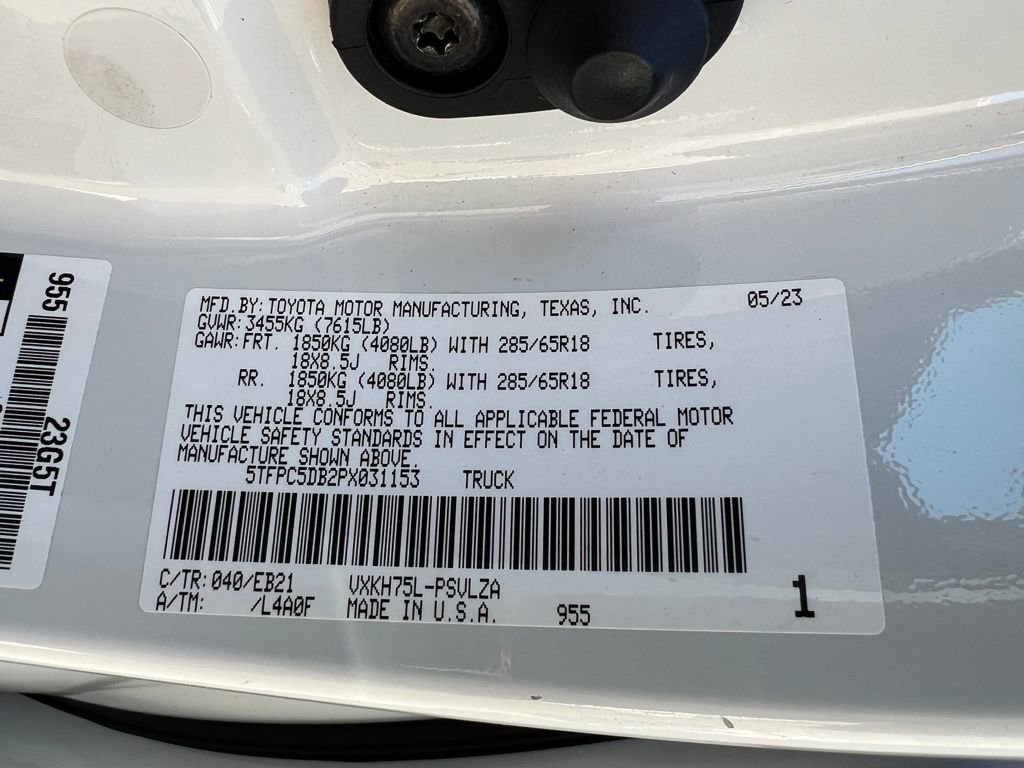 955
23G5T
MFD.BY: TOYOTA MOTOR MANUFACTURING, TEXAS, INC. 05/23
GVWR: 3455KG (7615LB)
GAWR: FRT. 1850KG (4080LB) WITH 285/65R18 TIRES,
18X8.5J RIMS.
RR. 1850KG (4080LB) WITH 285/65R18 TIRES,
18X8.5J RIMS.
THIS VEHICLE CONFORMS TO ALL APPLICABLE FEDERAL MOTOR
VEHICLE SAFETY STANDARDS IN EFFECT ON THE DATE OF
MANUFACTURE SHOWN ABOVE.
5TFPC5DB2PX031153 TRUCK
C/TR: 040/EB21 VXKH75L-PSVLZA
A/TM: /L4A0F MADE IN U.S.A. 955 1